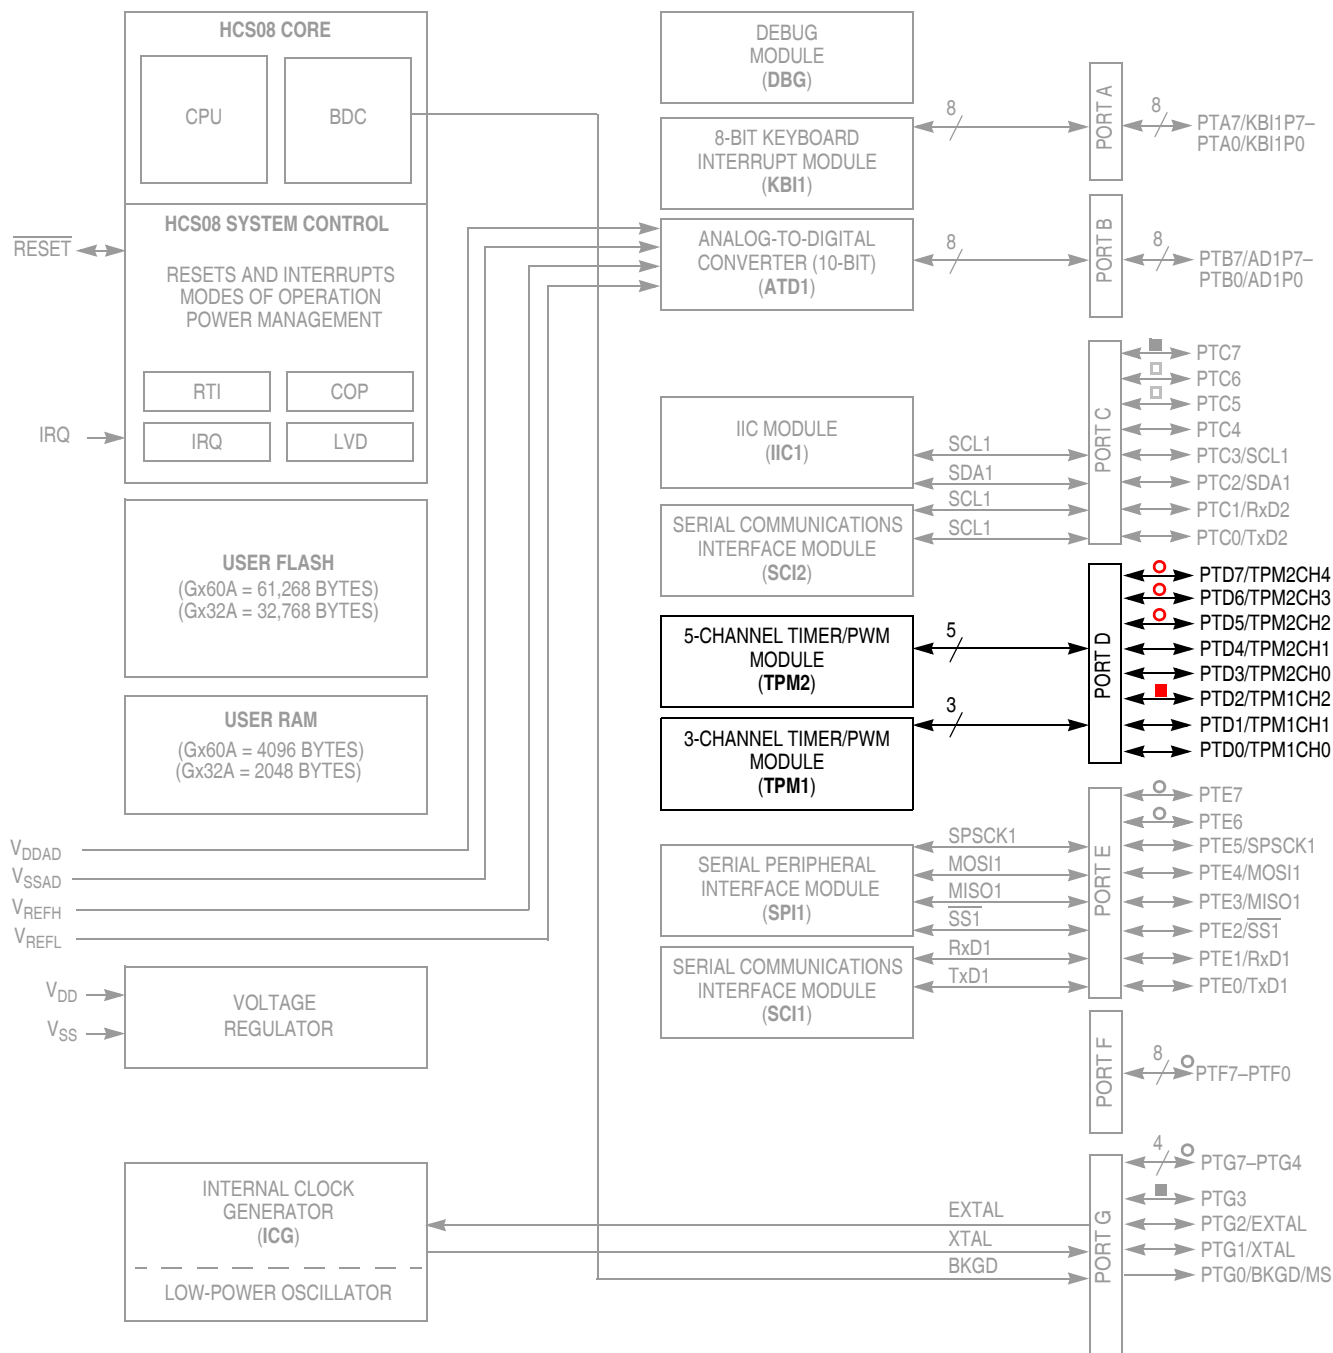 HCS08 CORE
CPU
BDC
HCS08 SYSTEM CONTROL
RESETS AND INTERRUPTS
MODES OF OPERATION
POWER MANAGEMENT
RTI
COP
IRQ
LVD
RESET
IRQ
USER FLASH
(Gx60A = 61,268 BYTES)
(Gx32A = 32,768 BYTES)
USER RAM
(Gx60A = 4096 BYTES)
(Gx32A = 2048 BYTES)
VDDAD
VSSAD
VREFH
VREFL
VDD
VSS
VOLTAGE
REGULATOR
INTERNAL CLOCK
GENERATOR
(ICG)
LOW-POWER OSCILLATOR
DEBUG
MODULE
(DBG)
8-BIT KEYBOARD
INTERRUPT MODULE
(KBI1)
8
PORT A
8
PTA7/KBI1P7–
PTA0/KBI1P0
ANALOG-TO-DIGITAL
CONVERTER (10-BIT)
(ATD1)
8
PORT B
8
PTB7/AD1P7–
PTB0/AD1P0
IIC MODULE
(IIC1)
SCL1
SDA1
SERIAL COMMUNICATIONS
INTERFACE MODULE
(SCI2)
SCL1
SCL1
PORT C
PTC7
PTC6
PTC5
PTC4
PTC3/SCL1
PTC2/SDA1
PTC1/RxD2
PTC0/TxD2
5-CHANNEL TIMER/PWM
MODULE
(TPM2)
5
3-CHANNEL TIMER/PWM
MODULE
(TPM1)
3
PORT D
PTD7/TPM2CH4
PTD6/TPM2CH3
PTD5/TPM2CH2
PTD4/TPM2CH1
PTD3/TPM2CH0
PTD2/TPM1CH2
PTD1/TPM1CH1
PTD0/TPM1CH0
SERIAL PERIPHERAL
INTERFACE MODULE
(SPI1)
SPSCK1
MOSI1
MISO1
SS1
SERIAL COMMUNICATIONS
INTERFACE MODULE
(SCI1)
RxD1
TxD1
PORT E
PTE7
PTE6
PTE5/SPSCK1
PTE4/MOSI1
PTE3/MISO1
PTE2/SS1
PTE1/RxD1
PTE0/TxD1
PORT F
8
PTF7–PTF0
EXTAL
XTAL
BKGD
PORT G
4
PTG7–PTG4
PTG3
PTG2/EXTAL
PTG1/XTAL
PTG0/BKGD/MS